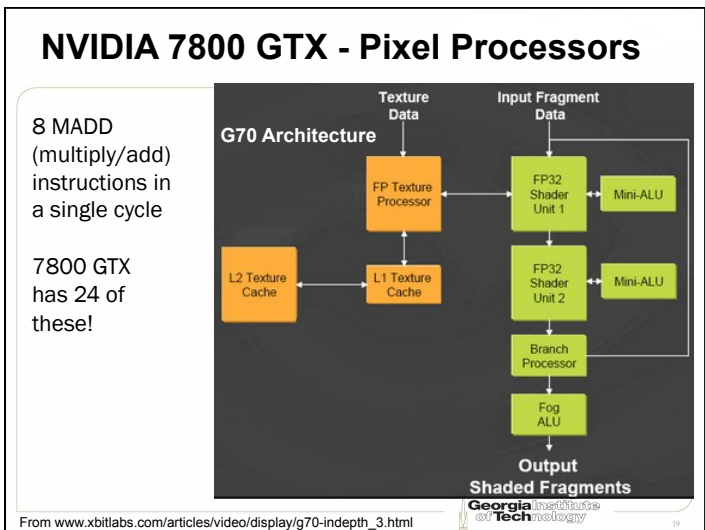 NVIDIA 7800 GTX - Pixel Processors
8 MADD
(multiply/add)
instructions in
a single cycle
7800 GTX
has 24 of
these!
G70 Architecture
Texture
Data
Input Fragment
Data
FP Texture
Processor
FP32
Shader
Unit 1
Mini-ALU
L2 Texture
Cache
L1 Texture
Cache
FP32
Shader
Unit 2
Mini-ALU
Branch
Processor
Fog
ALU
Output
Shaded Fragments
From www.xbitlabs.com/articles/video/display/g70-indepth_3.html
Georgia Institute
of Technology
19